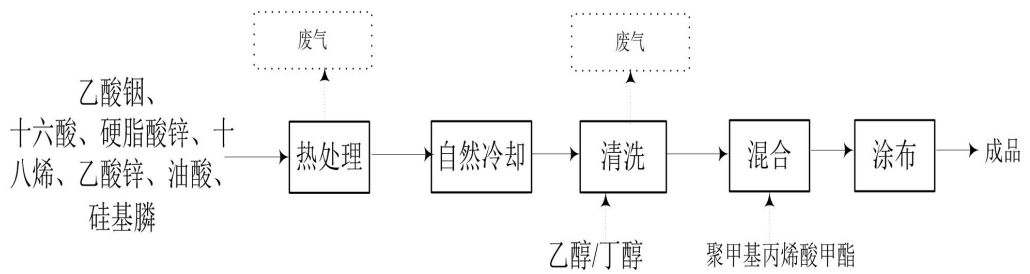 废气
废气
乙酸铟、
十六酸、硬脂酸锌、十
八烯、乙酸锌、油酸、
硅基膦
热处理
自然冷却
清洗
混合
涂布
成品
乙醇/丁醇
聚甲基丙烯酸甲酯